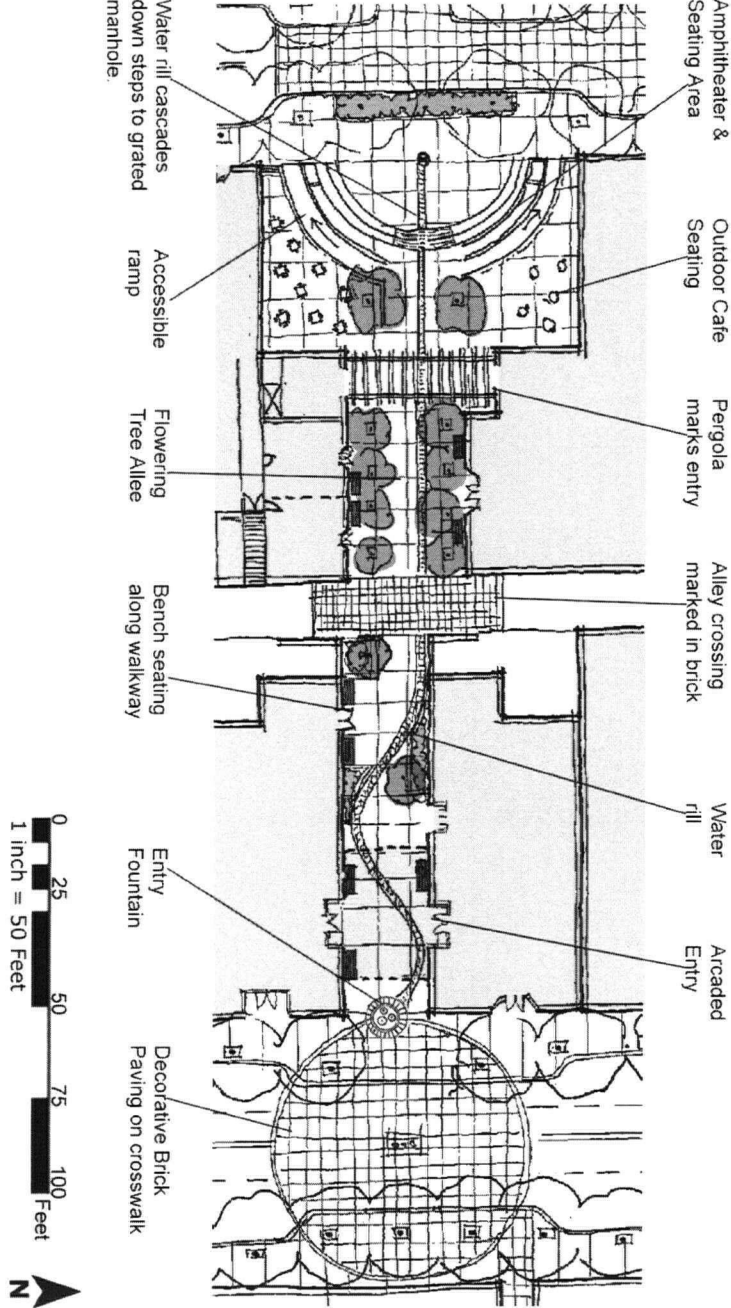 Amphitheater &
Seating Area
Outdoor Cafe
Seating
Pergola
marks entry
Alley crossing
marked in brick
Water
rill
Arcaded
Entry
Water rill cascades
down steps to grated
manhole.
Accessible
ramp
Flowering
Tree Allee
Bench seating
along walkway
Entry
Fountain
Decorative Brick
Paving on crosswalk
0 25 50 75 100
Feet
1 inch = 50 Feet
N